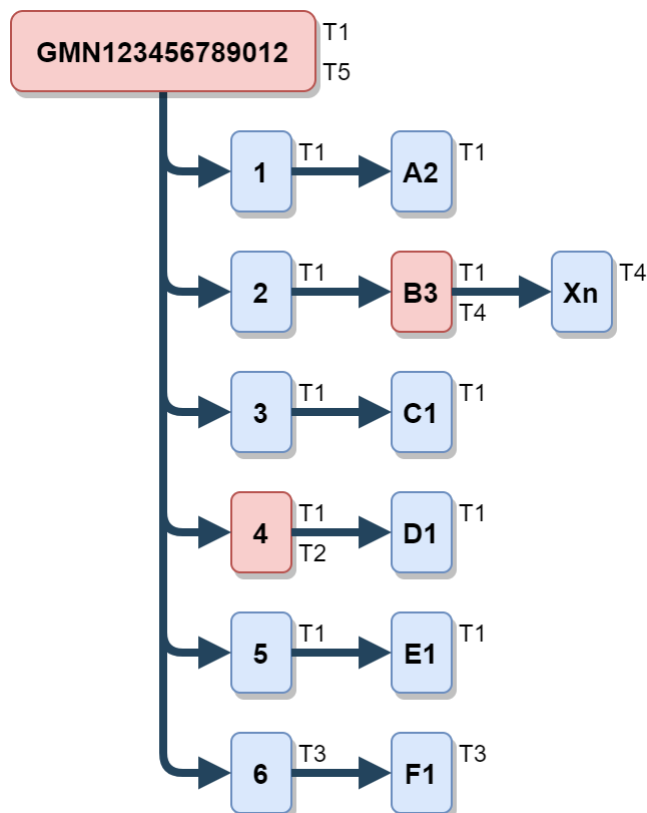 GMN123456789012 T1
T5
1 T1 A2 T1
2 T1 B3 T1 Xn T4
T4
3 T1 C1 T1
4 T1 D1 T1
T2
5 T1 E1 T1
6 T3 F1 T3